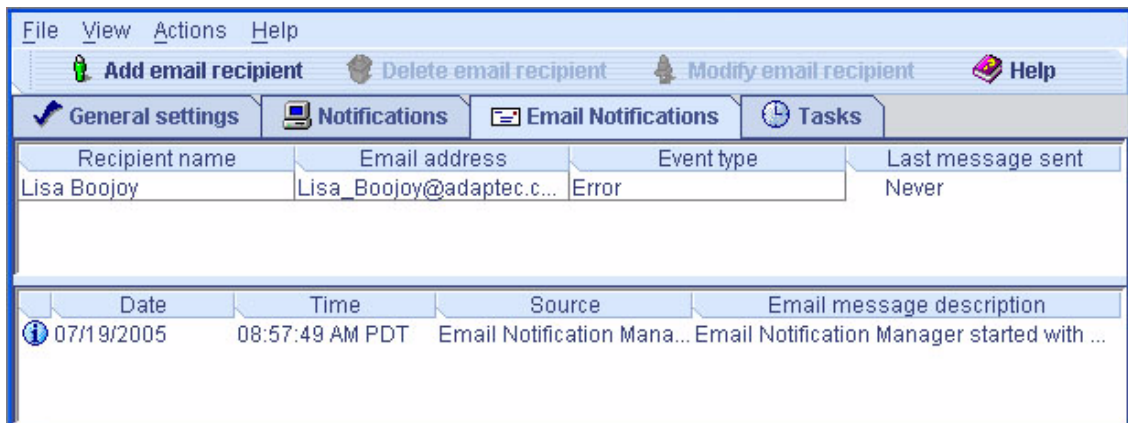 File View Actions Help
Add email recipient Delete email recipient Modify email recipient Help
General settings Notifications Email Notifications Tasks
Recipient name Email address Event type Last message sent
Lisa Boojoy Lisa_Boojoy@adaptec.c... Error Never
Date Time Source Email message description
07/19/2005 08:57:49 AM PDT Email Notification Mana... Email Notification Manager started with ...